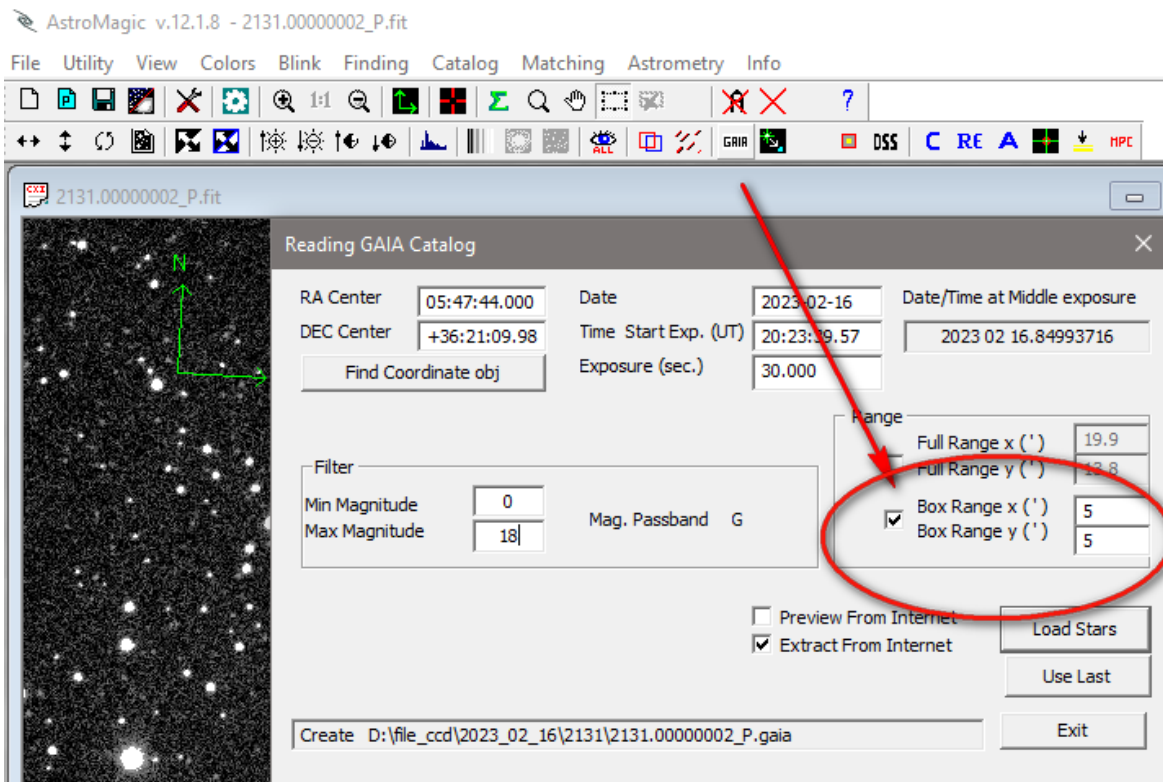 AstroMagic v.12.1.8 - 2131.00000002_P.fit
File Utility View Colors Blink Finding Catalog Matching Astrometry Info
P 1:1 Σ ?
ALL GAIA DSS C RE A MPC
CXI 2131.00000002_P.fit
N
Reading GAIA Catalog
RA Center 05:47:44.000 Date 2023-02-16 Date/Time at Middle exposure
DEC Center +36:21:09.98 Time Start Exp. (UT) 20:23:39.57 2023 02 16.84993716
Find Coordinate obj Exposure (sec.) 30.000
Range
Full Range x (') 19.9
Filter Full Range y (') 13.8
Min Magnitude 0 Box Range x (') 5
Max Magnitude 18 Mag. Passband G Box Range y (') 5
Preview From Internet
Extract From Internet
Load Stars
Use Last
Create D:\file_ccd\2023_02_16\2131\2131.00000002_P.gaia Exit